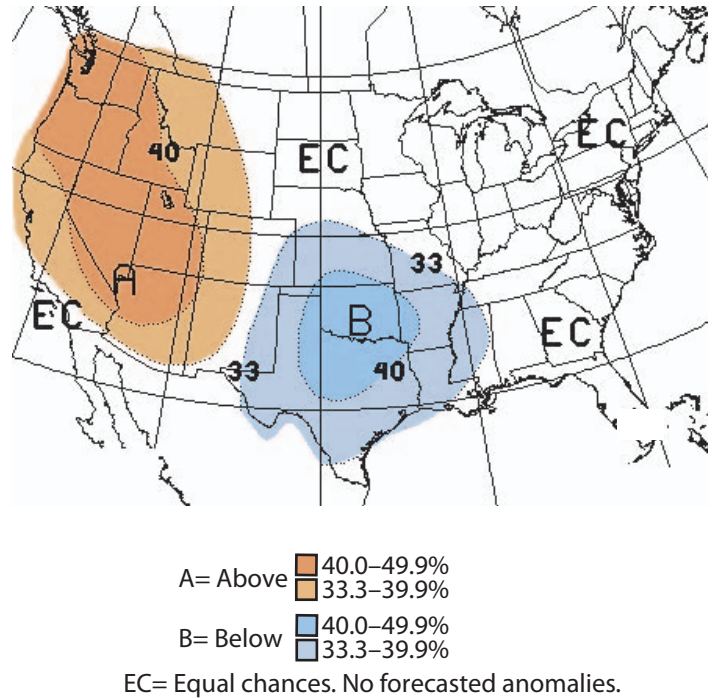 EC
40
EC
33
A
B
EC
EC
33
40
A= Above 40.0–49.9%
33.3–39.9%
B= Below 40.0–49.9%
33.3–39.9%
EC= Equal chances. No forecasted anomalies.